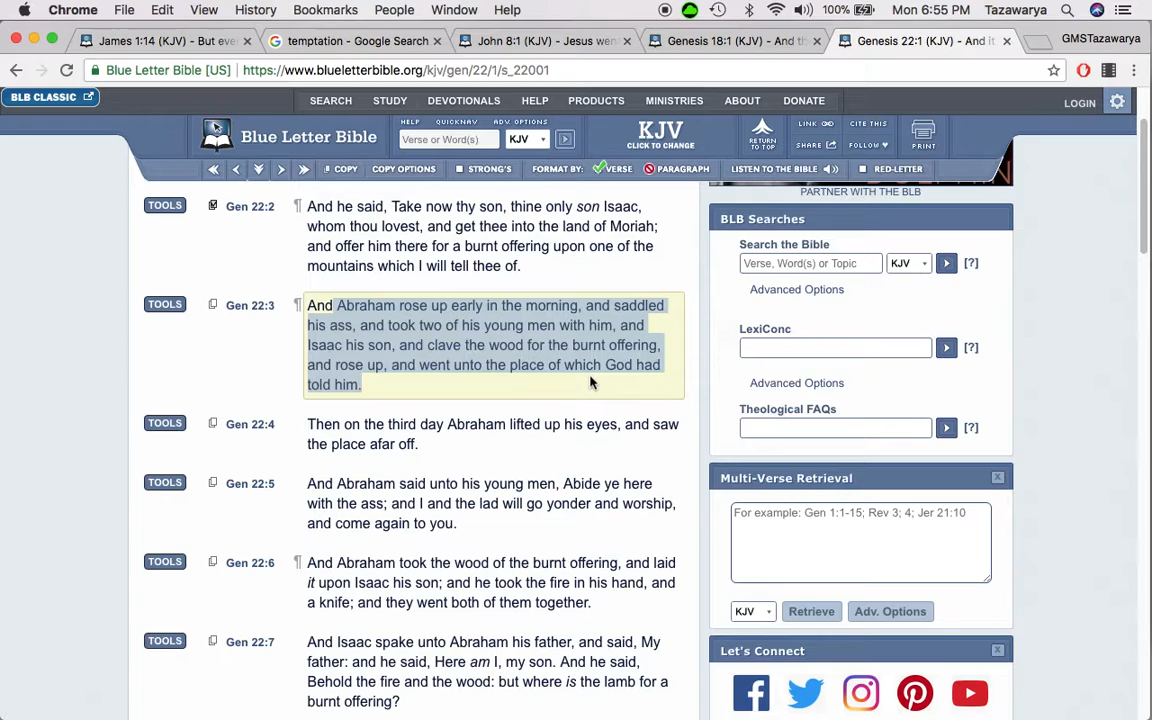 Chrome File Edit View History Bookmarks People Window Help 100% Mon 6:55 PM Tazawarya
James 1:14 (KJV) - But eve × temptation - Google Search × John 8:1 (KJV) - Jesus wen × Genesis 18:1 (KJV) - And th × Genesis 22:1 (KJV) - And it × GMSTazawarya
Blue Letter Bible [US] https://www.blueletterbible.org/kjv/gen/22/1/s_22001
BLB CLASSIC
SEARCH STUDY DEVOTIONALS HELP PRODUCTS MINISTRIES ABOUT DONATE LOGIN
Blue Letter Bible
HELP QUICKNAV ADV. OPTIONS
Verse or Word(s) KJV
KJV
CLICK TO CHANGE
RETURN
TO TOP
LINK CITE THIS
SHARE FOLLOW
PRINT
COPY COPY OPTIONS STRONG'S FORMAT BY: VERSE PARAGRAPH LISTEN TO THE BIBLE RED-LETTER
TOOLS Gen 22:2 ¶ And he said, Take now thy son, thine only son Isaac,
whom thou lovest, and get thee into the land of Moriah;
and offer him there for a burnt offering upon one of the
mountains which I will tell thee of.
TOOLS Gen 22:3 ¶ And Abraham rose up early in the morning, and saddled
his ass, and took two of his young men with him, and
Isaac his son, and clave the wood for the burnt offering,
and rose up, and went unto the place of which God had
told him.
TOOLS Gen 22:4 Then on the third day Abraham lifted up his eyes, and saw
the place afar off.
TOOLS Gen 22:5 And Abraham said unto his young men, Abide ye here
with the ass; and I and the lad will go yonder and worship,
and come again to you.
TOOLS Gen 22:6 ¶ And Abraham took the wood of the burnt offering, and laid
it upon Isaac his son; and he took the fire in his hand, and
a knife; and they went both of them together.
TOOLS Gen 22:7 And Isaac spake unto Abraham his father, and said, My
father: and he said, Here am I, my son. And he said,
Behold the fire and the wood: but where is the lamb for a
burnt offering?
PARTNER WITH THE BLB
BLB Searches
Search the Bible
Verse, Word(s) or Topic KJV [?]
Advanced Options
LexiConc
[?]
Advanced Options
Theological FAQs
[?]
Multi-Verse Retrieval x
For example: Gen 1:1-15; Rev 3; 4; Jer 21:10
KJV Retrieve Adv. Options
Let's Connect x